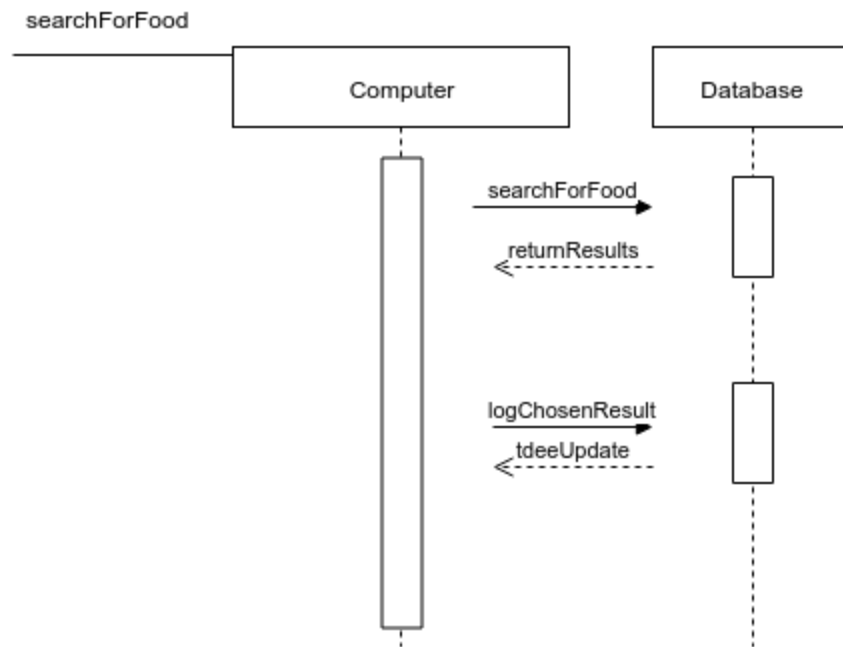 searchForFood
Computer
Database
searchForFood
returnResults
logChosenResult
tdeeUpdate